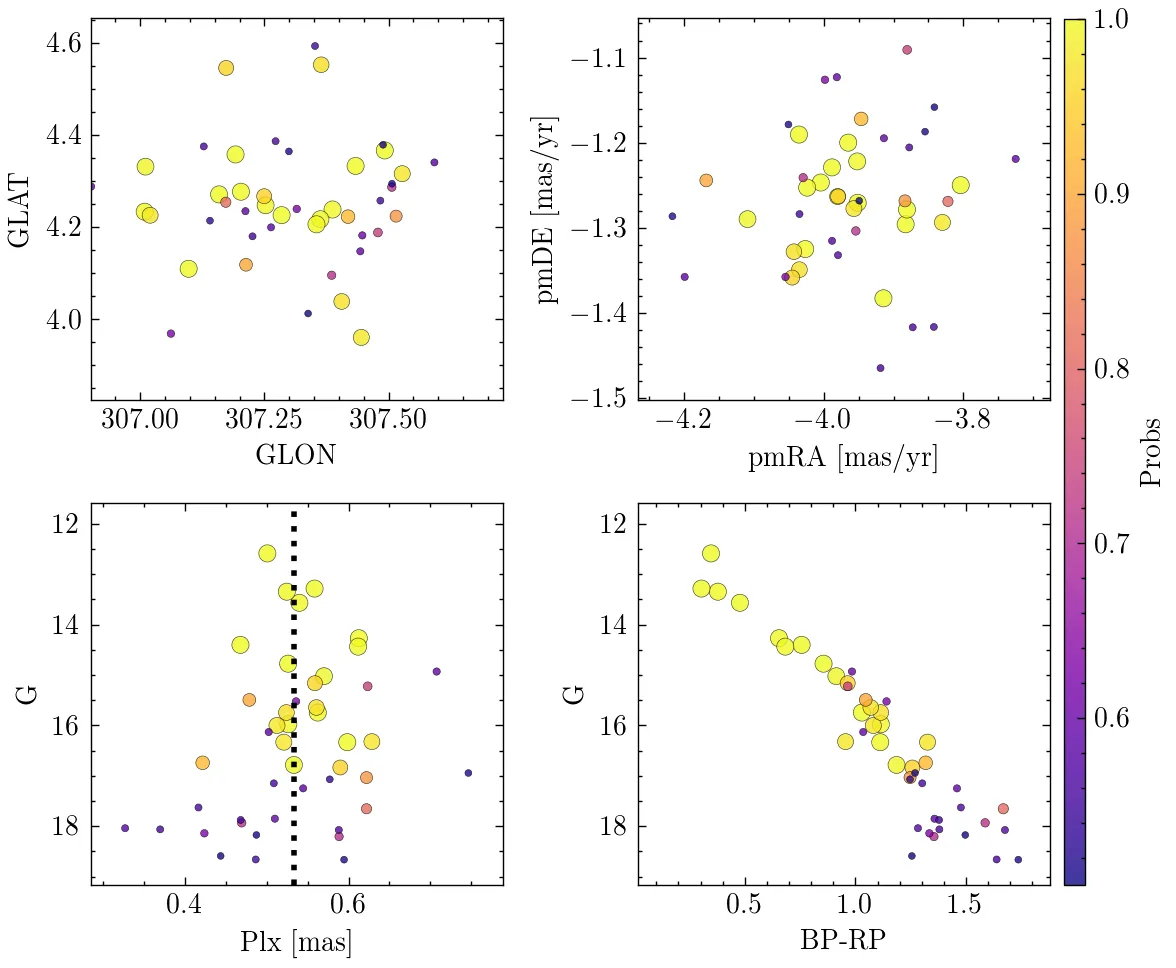 4.6
4.4
4.2
4.0
GLAT
307.00 307.25 307.50
GLON
−1.1
−1.2
−1.3
−1.4
−1.5
pmDE [mas/yr]
−4.2 −4.0 −3.8
pmRA [mas/yr]
12
14
16
18
G
0.4 0.6
Plx [mas]
12
14
16
18
G
0.5 1.0 1.5
BP-RP
1.0
0.9
0.8
0.7
0.6
Probs